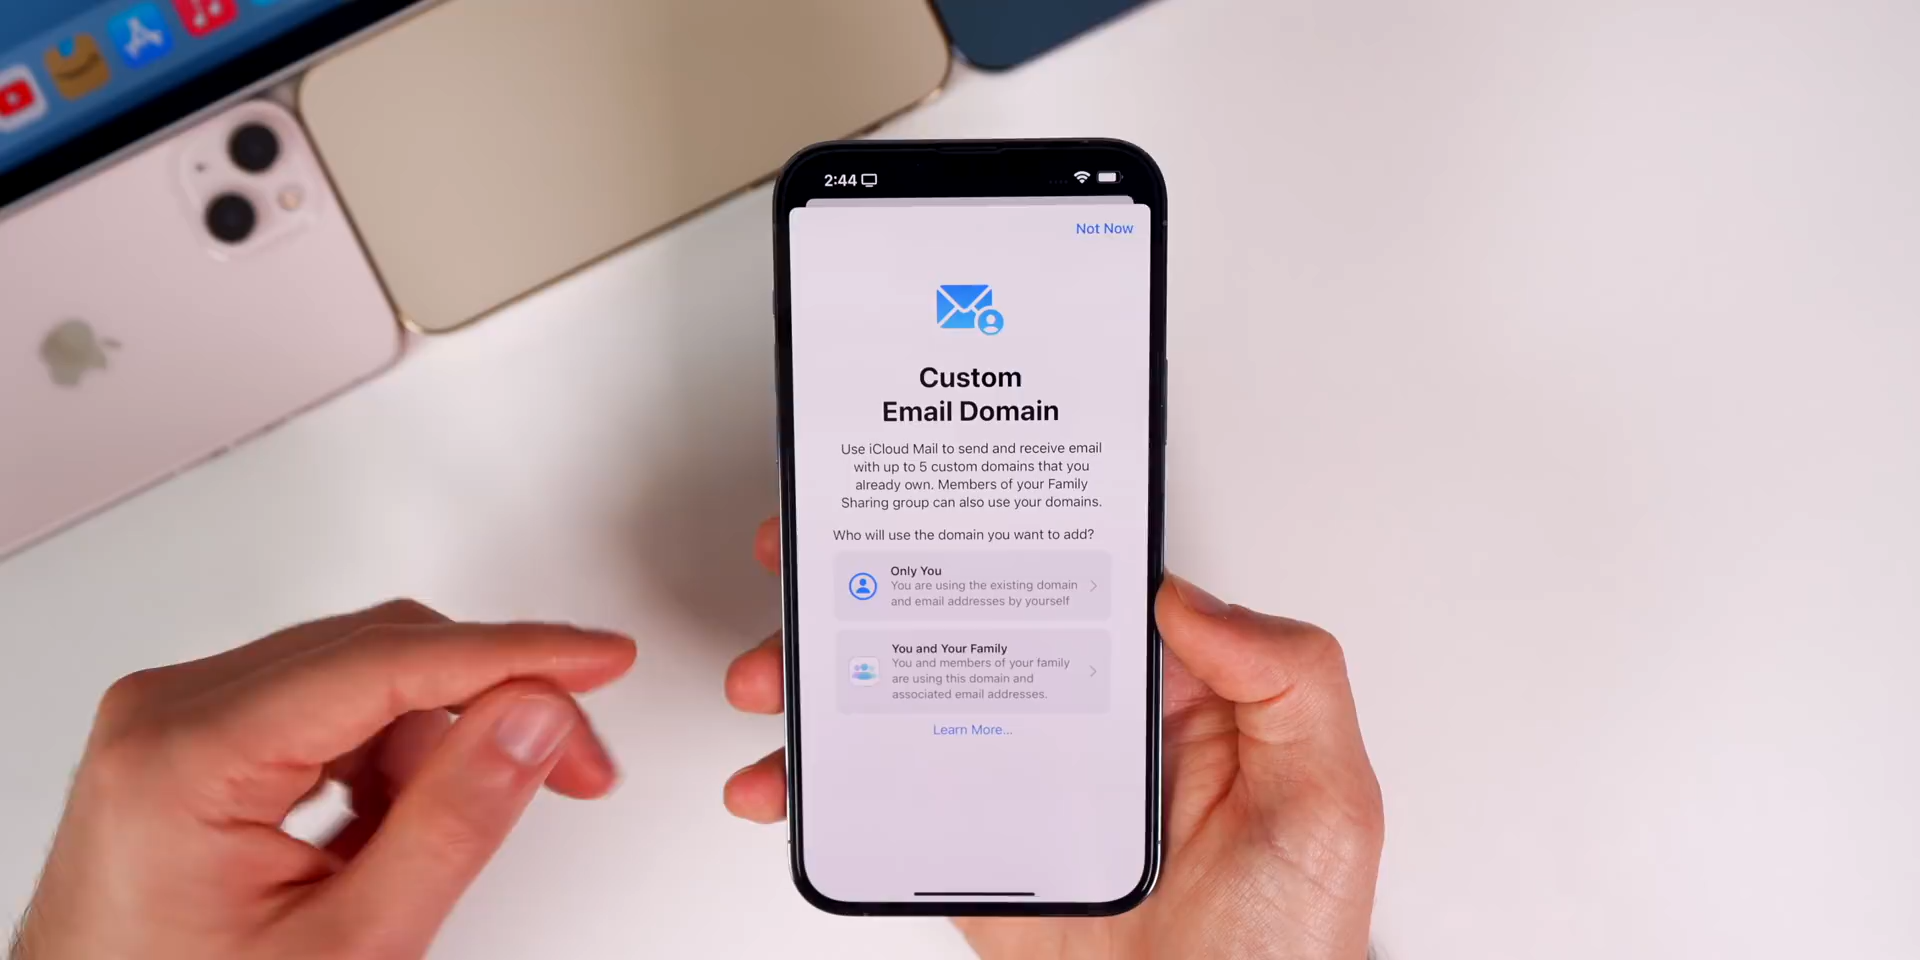 2:44
Not Now
Custom
Email Domain
Use iCloud Mail to send and receive email
with up to 5 custom domains that you
already own. Members of your Family
Sharing group can also use your domains.
Who will use the domain you want to add?
Only You
You are using the existing domain
and email addresses by yourself
You and Your Family
You and members of your family
are using this domain and
associated email addresses.
Learn More...